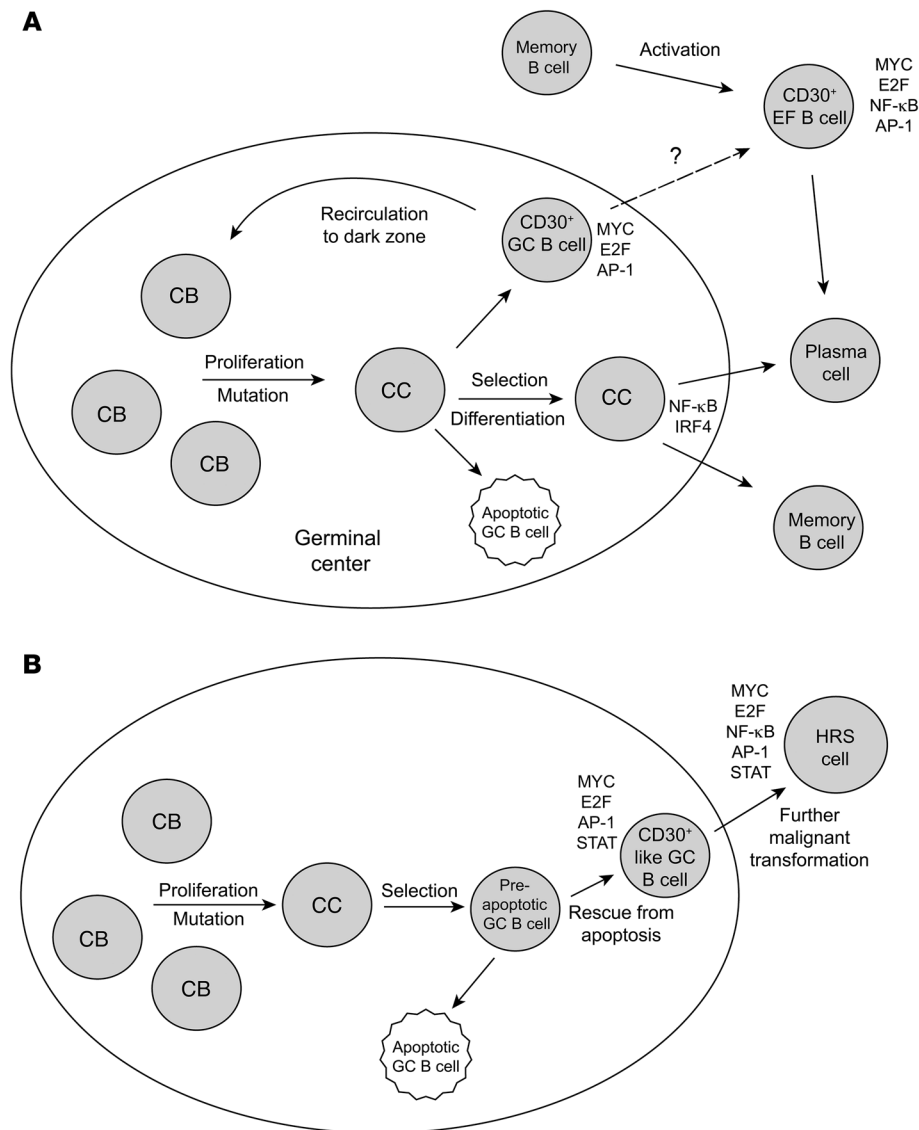 A
Memory
B cell
Activation
CD30+
EF B cell
MYC
E2F
NF-κB
AP-1
?
Recirculation
to dark zone
CD30+
GC B cell
MYC
E2F
AP-1
CB
CB
CB
Proliferation
Mutation
CC
Selection
Differentiation
CC
NF-κB
IRF4
Plasma
cell
Apoptotic
GC B cell
Memory
B cell
Germinal
center
B
MYC
E2F
NF-κB
AP-1
STAT
HRS
cell
Further
malignant
transformation
MYC
E2F
AP-1
STAT
CD30+
like GC
B cell
CB
CB
CB
Proliferation
Mutation
CC
Selection
Pre-
apoptotic
GC B cell
Rescue from
apoptosis
Apoptotic
GC B cell